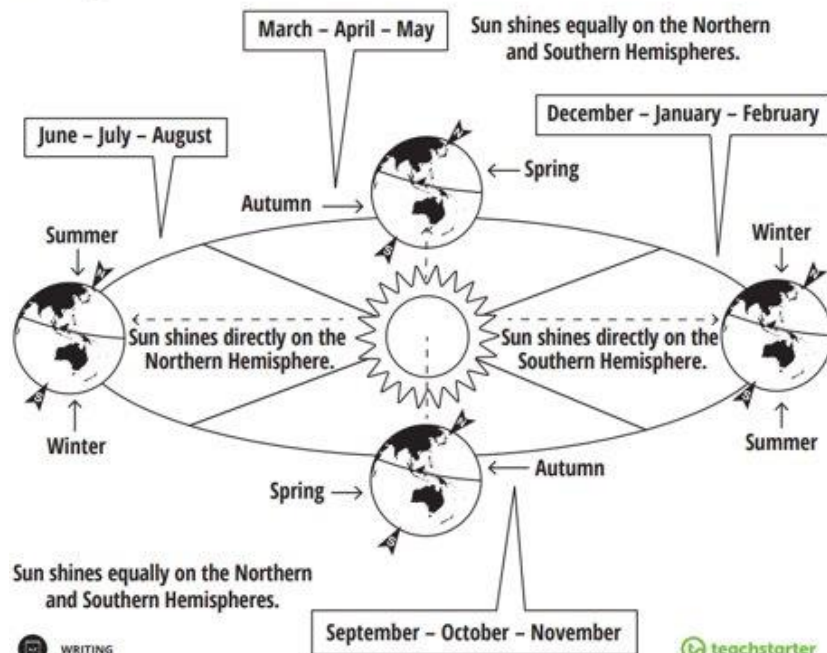 March – April – May
Sun shines equally on the Northern
and Southern Hemispheres.
June – July – August
December – January – February
N
Spring
Autumn
S
Summer
N
Winter
N
Sun shines directly on the
Northern Hemisphere.
Sun shines directly on the
Southern Hemisphere.
S
Winter
S
Summer
N
Autumn
Spring
S
Sun shines equally on the Northern
and Southern Hemispheres.
September – October – November
WRITING
teachstarter